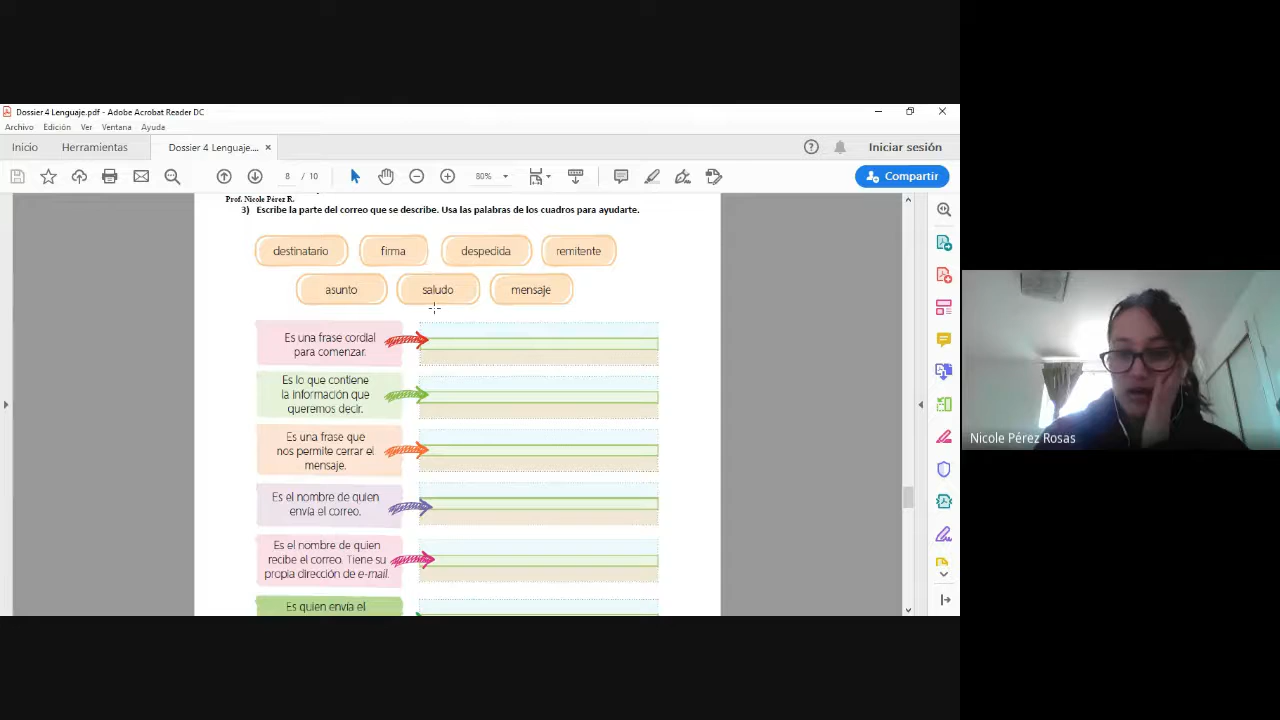 Dossier 4 Lenguaje.pdf - Adobe Acrobat Reader DC
Archivo Edición Ver Ventana Ayuda
Inicio Herramientas Dossier 4 Lenguaje.... × Iniciar sesión
8 / 10 80% Compartir
Prof. Nicole Pérez R.
3) Escribe la parte del correo que se describe. Usa las palabras de los cuadros para ayudarte.
destinatario firma despedida remitente
asunto saludo mensaje
Es una frase cordial
para comenzar.
Es lo que contiene
la información que
queremos decir.
Es una frase que
nos permite cerrar el
mensaje.
Es el nombre de quien
envía el correo.
Es el nombre de quien
recibe el correo. Tiene su
propia dirección de e-mail.
Es quien envía el
Nicole Pérez Rosas